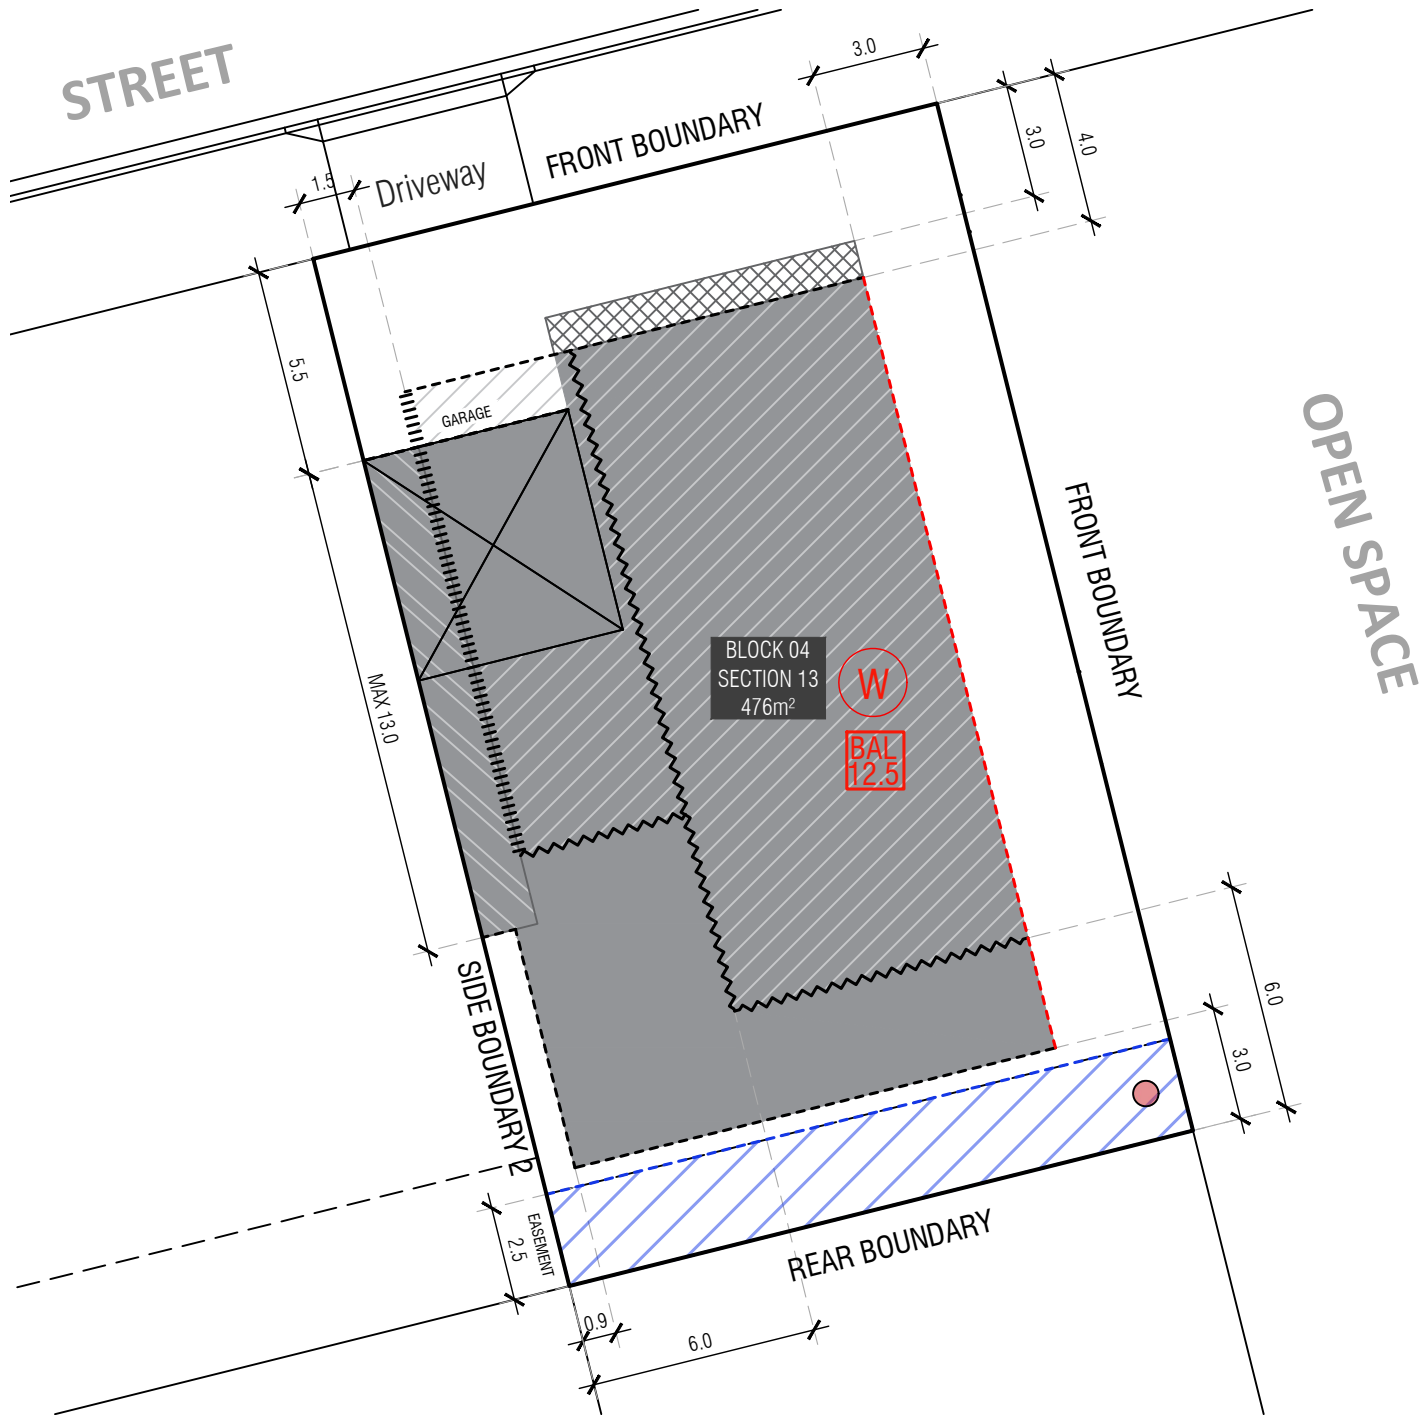 STREET
3.0
FRONT BOUNDARY
3.0
4.0
1.5
Driveway
5.5
GARAGE
OPEN SPACE
FRONT BOUNDARY
BLOCK 04
SECTION 13
476m²
W
BAL
12.5
MAX 13.0
SIDE BOUNDARY 2
6.0
3.0
EASEMENT
2.5
REAR BOUNDARY
0.9
6.0